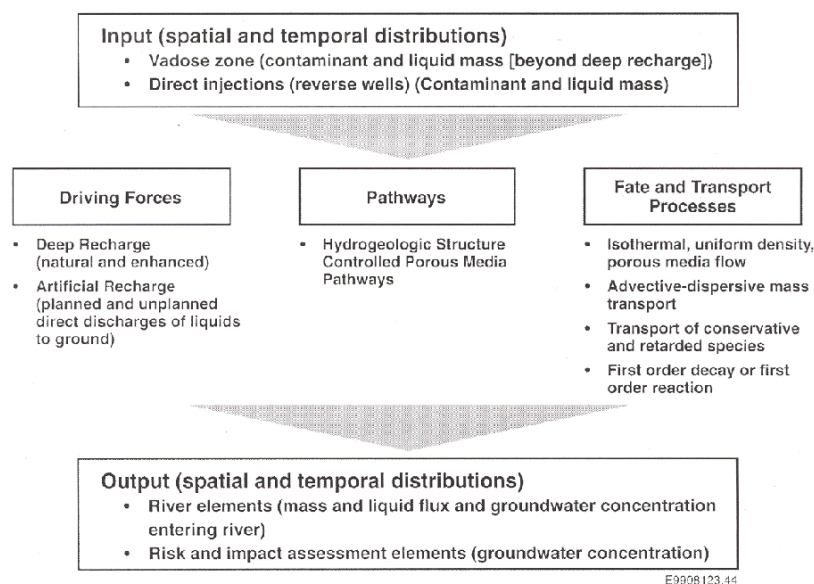 Input (spatial and temporal distributions)
• Vadose zone (contaminant and liquid mass [beyond deep recharge])
• Direct injections (reverse wells) (Contaminant and liquid mass)
Driving Forces
• Deep Recharge
(natural and enhanced)
• Artificial Recharge
(planned and unplanned
direct discharges of liquids
to ground)
Pathways
• Hydrogeologic Structure
Controlled Porous Media
Pathways
Fate and Transport
Processes
• Isothermal, uniform density,
porous media flow
• Advective-dispersive mass
transport
• Transport of conservative
and retarded species
• First order decay or first
order reaction
Output (spatial and temporal distributions)
• River elements (mass and liquid flux and groundwater concentration
entering river)
• Risk and impact assessment elements (groundwater concentration)
E9908123.44